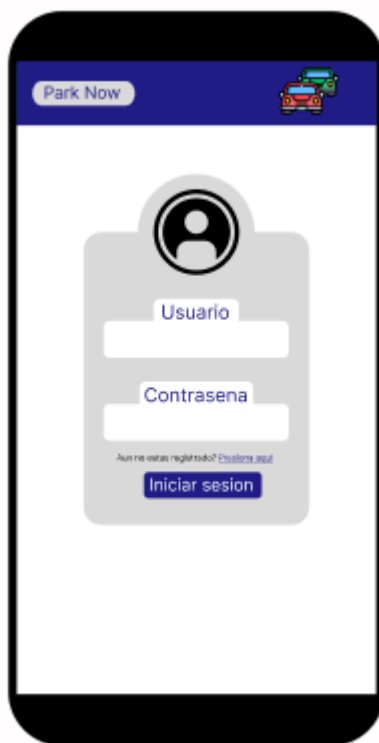 Park Now
Usuario
Contrasena
Aun no estas registrado? Presiona aqui
Iniciar sesion